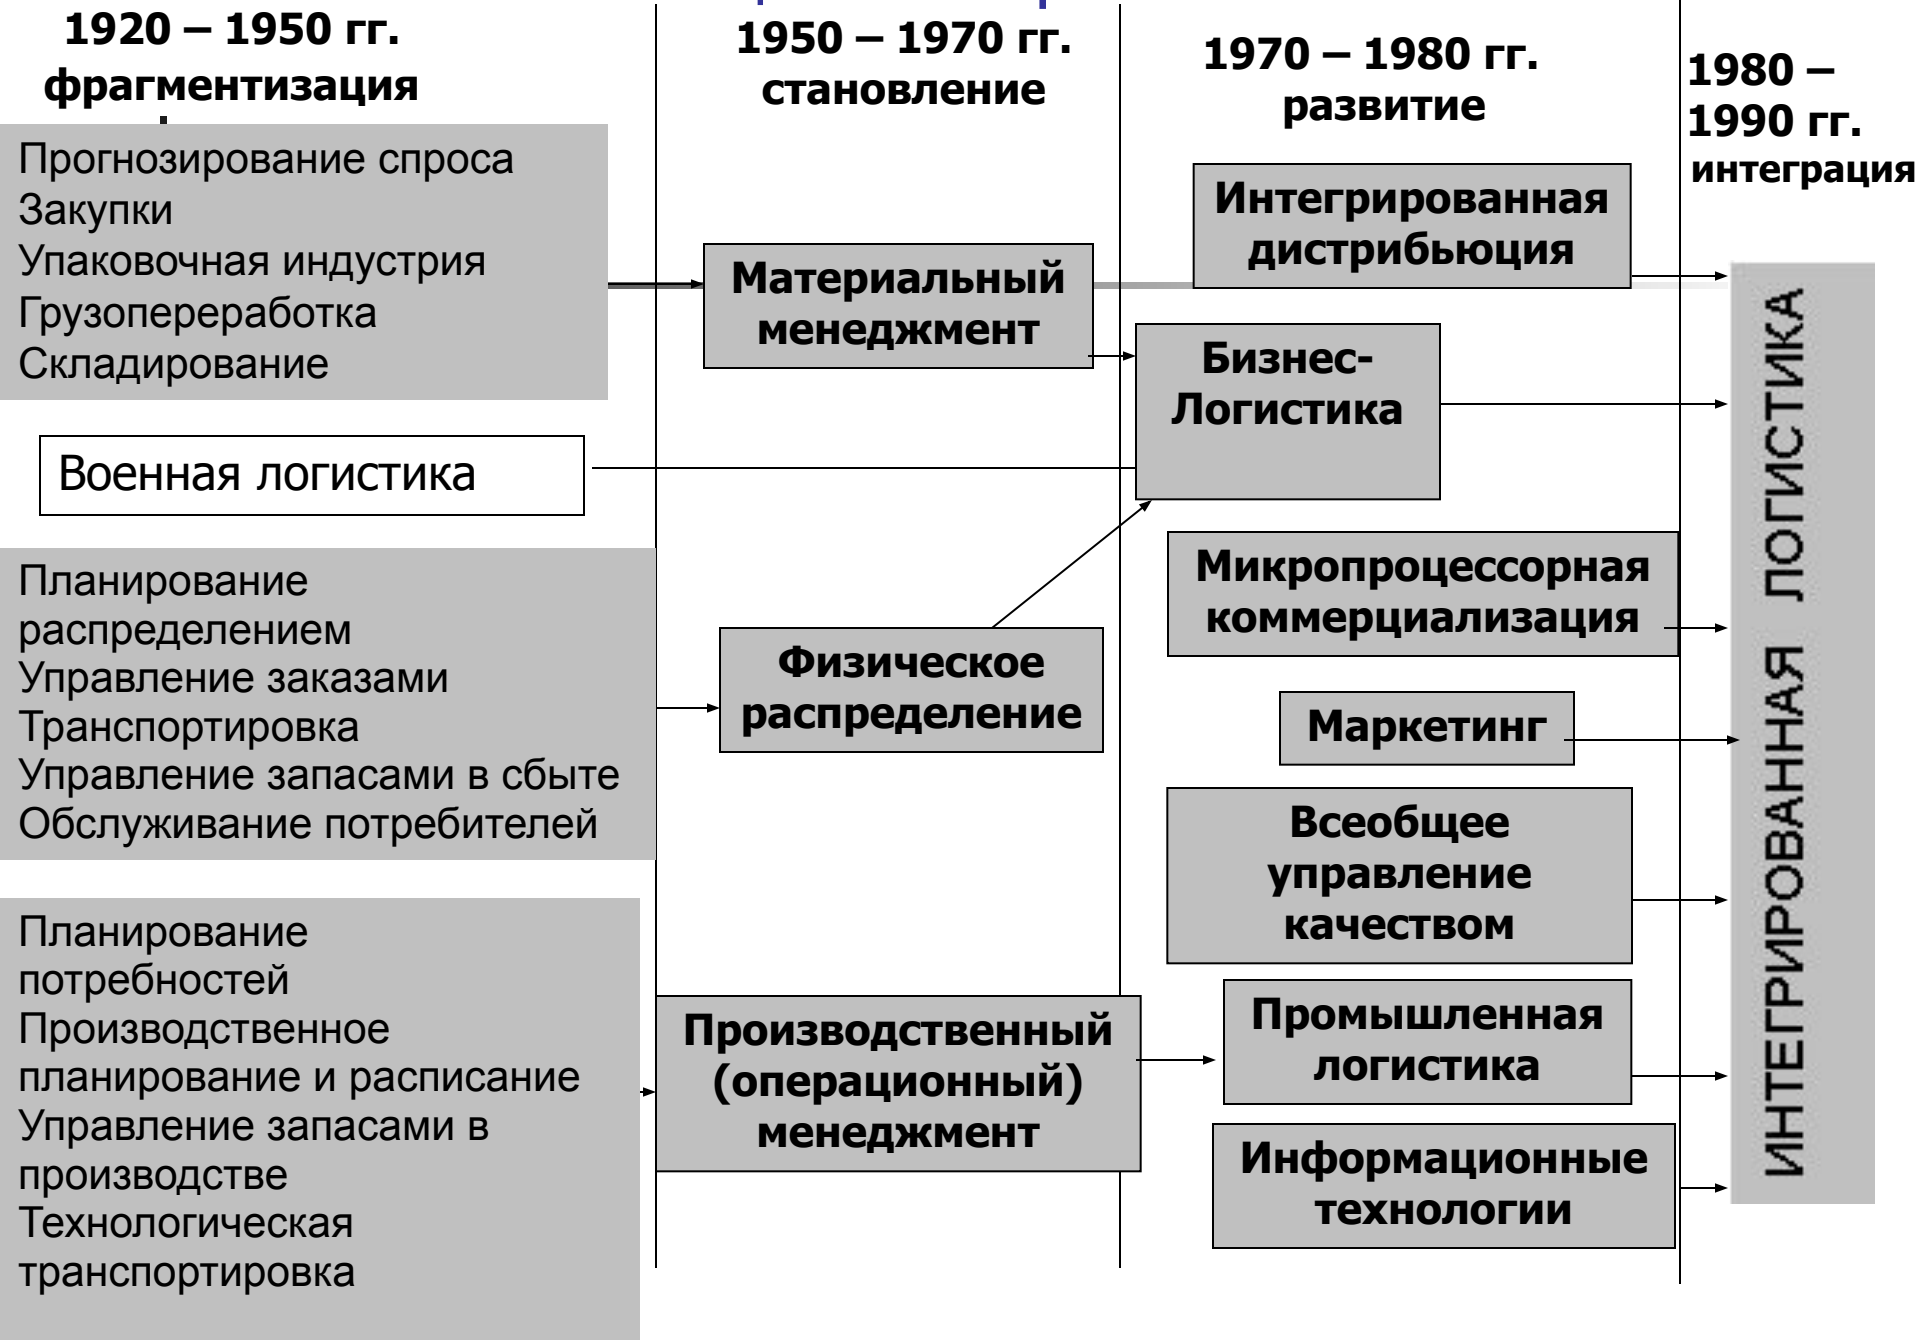 1920 – 1950 гг.
фрагментизация
1950 – 1970 гг.
становление
1970 – 1980 гг.
развитие
1980 –
1990 гг.
интеграция
Прогнозирование спроса
Закупки
Упаковочная индустрия
Грузопереработка
Складирование
Военная логистика
Планирование
распределением
Управление заказами
Транспортировка
Управление запасами в сбыте
Обслуживание потребителей
Планирование
потребностей
Производственное
планирование и расписание
Управление запасами в
производстве
Технологическая
транспортировка
Материальный
менеджмент
Физическое
распределение
Производственный
(операционный)
менеджмент
Интегрированная
дистрибьюция
Бизнес-
Логистика
Микропроцессорная
коммерциализация
Маркетинг
Всеобщее
управление
качеством
Промышленная
логистика
Информационные
технологии
ИНТЕГРИРОВАННАЯ ЛОГИСТИКА